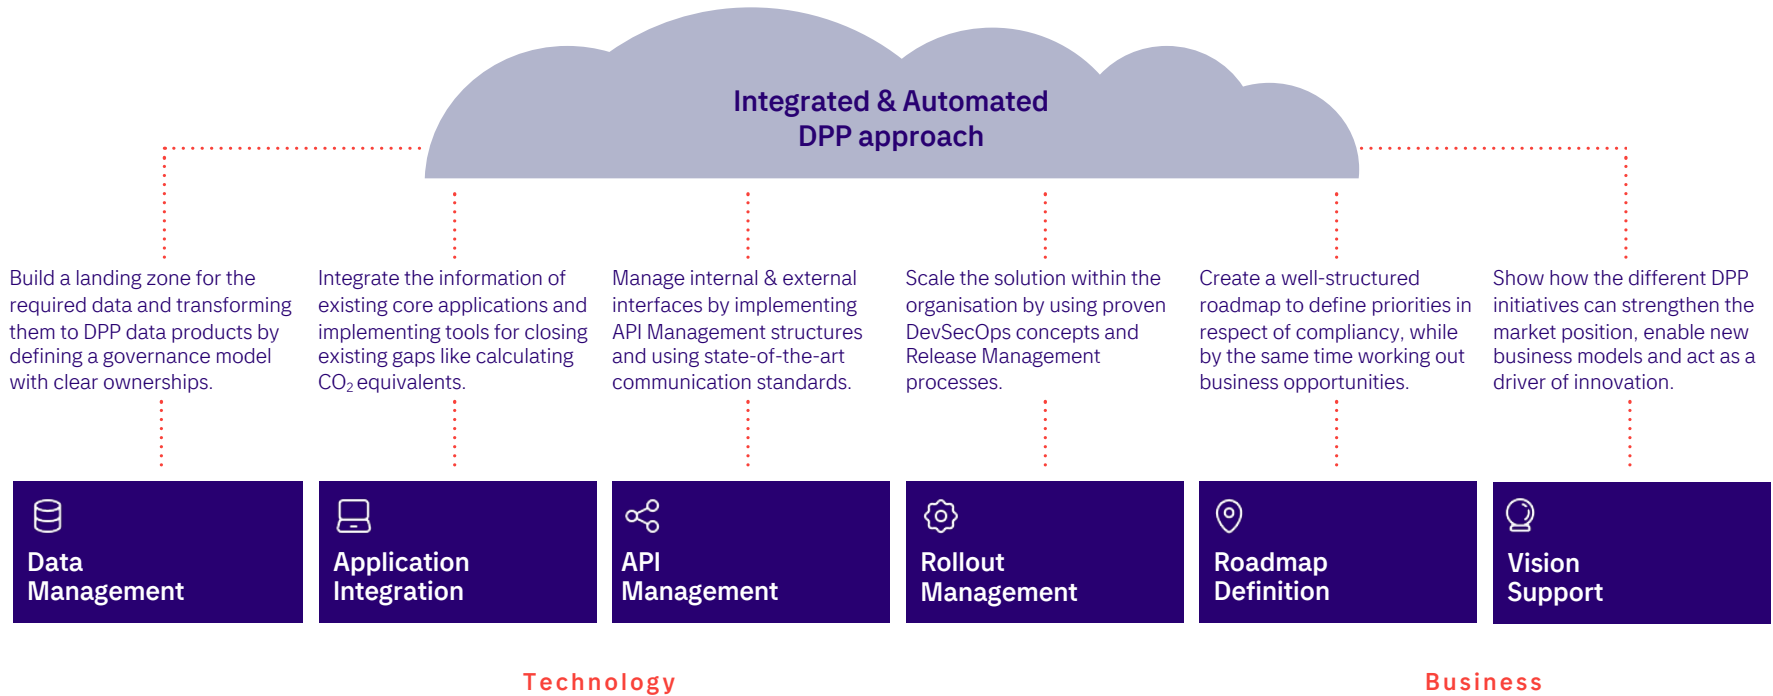 Integrated & Automated
DPP approach
Build a landing zone for the
required data and transforming
them to DPP data products by
defining a governance model
with clear ownerships.
Integrate the information of
existing core applications and
implementing tools for closing
existing gaps like calculating
CO₂ equivalents.
Manage internal & external
interfaces by implementing
API Management structures
and using state-of-the-art
communication standards.
Scale the solution within the
organisation by using proven
DevSecOps concepts and
Release Management
processes.
Create a well-structured
roadmap to define priorities in
respect of compliancy, while
by the same time working out
business opportunities.
Show how the different DPP
initiatives can strengthen the
market position, enable new
business models and act as a
driver of innovation.
Data
Management
Application
Integration
API
Management
Rollout
Management
Roadmap
Definition
Vision
Support
Technology
Business